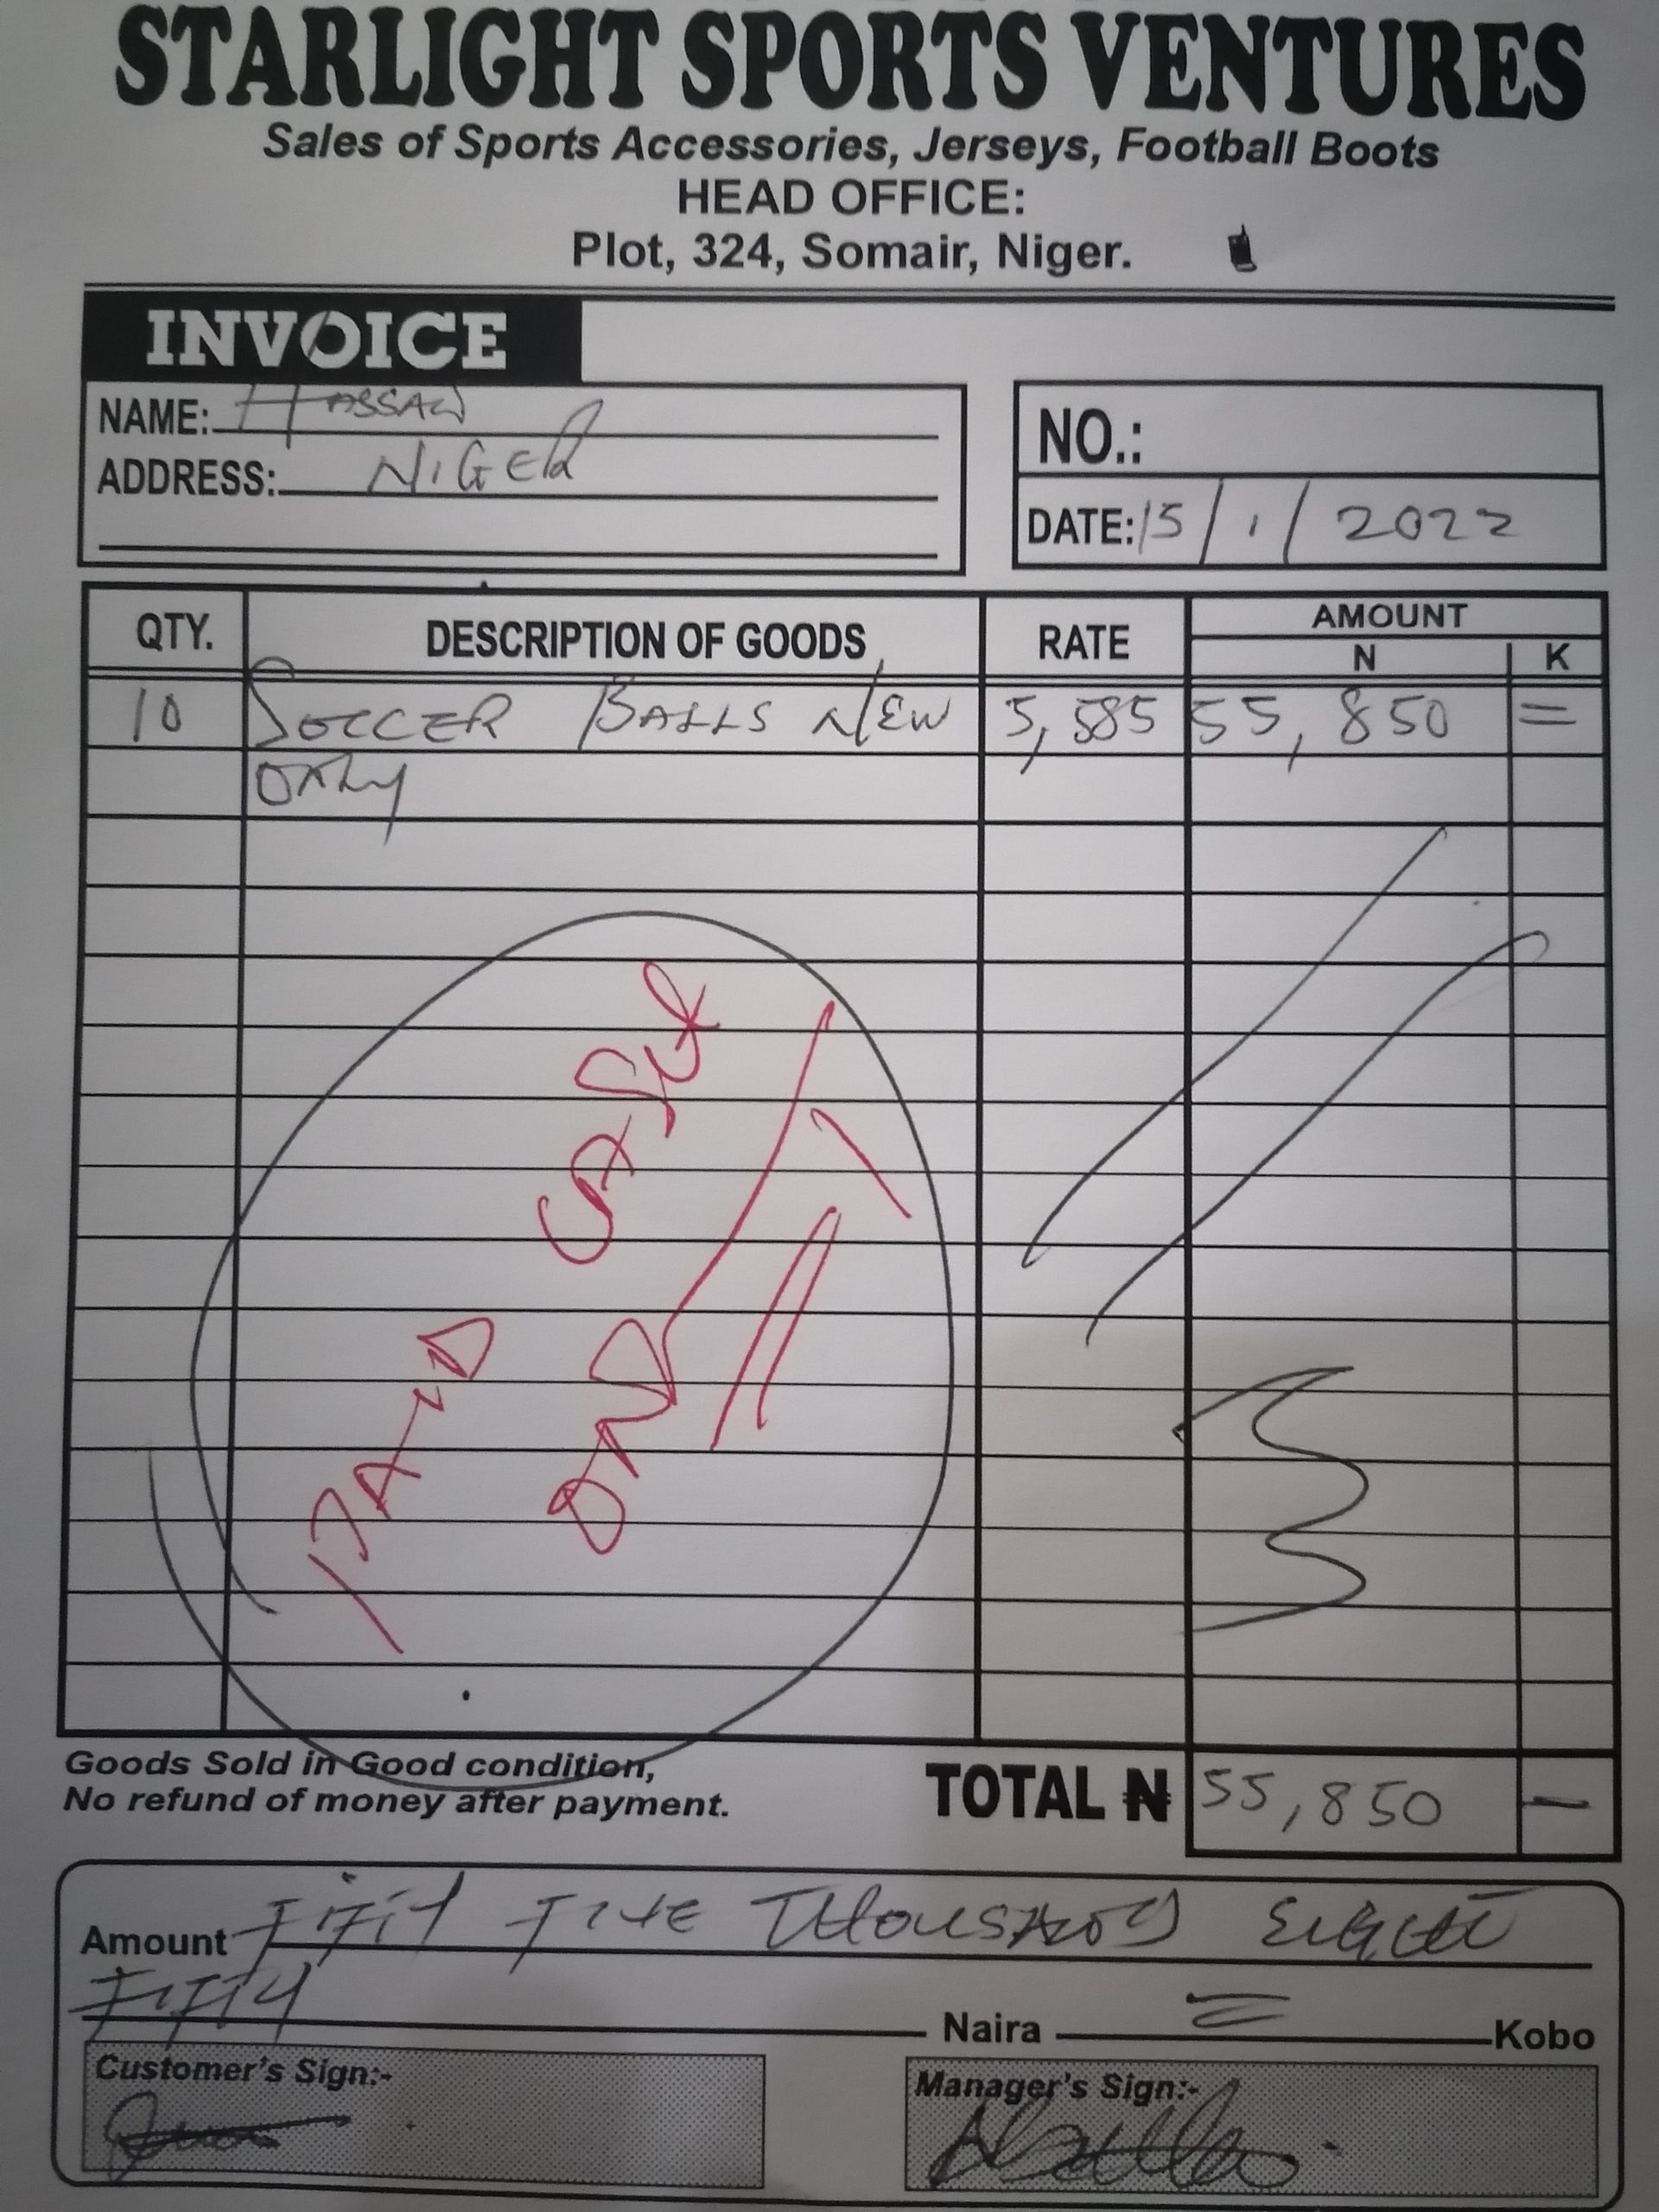 STARLIGHT SPORTS VENTURES
Sales of Sports Accessories, Jerseys, Football Boots
HEAD OFFICE:
Plot, 324, Somair, Niger.
INVOICE
NAME: HASSAN
ADDRESS: NIGER
NO.:
DATE: 15/1/2022
QTY. DESCRIPTION OF GOODS RATE AMOUNT
N K
10 SOCCER BALLS NEW 5,585 55,850 =
ONLY
PAID CASH
Goods Sold in Good condition,
No refund of money after payment.
TOTAL ₦ 55,850 —
Amount FIFTY FIVE THOUSAND EIGHT
FIFTY Naira = Kobo
Customer's Sign:-
Manager's Sign:-